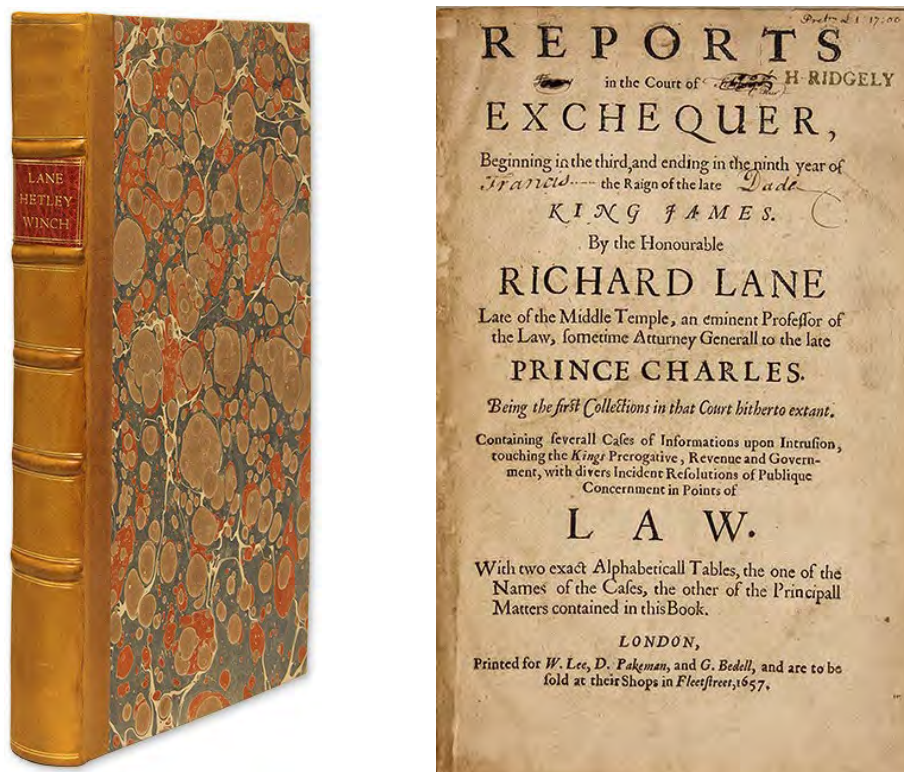 LANE
HETLEY
WINCH
REPORTS
in the Court of
H·RIDGELY
EXCHEQUER,
Beginning in the third, and ending in the ninth year of
Francis the Raign of the late Dade
KING JAMES.
By the Honourable
RICHARD LANE
Late of the Middle Temple, an eminent Profeſſor of
the Law, ſometime Atturney Generall to the late
PRINCE CHARLES.
Being the firſt Collections in that Court hitherto extant.
Containing ſeverall Caſes of Informations upon Intruſion,
touching the Kings Prerogative, Revenue and Govern-
ment, with divers Incident Reſolutions of Publique
Concernment in Points of
LAW.
With two exact Alphabeticall Tables, the one of the
Names of the Caſes, the other of the Principall
Matters contained in this Book.
LONDON,
Printed for W. Lee, D. Pakeman, and G. Bedell, and are to be
ſold at their Shops in Fleetſtreet, 1657.